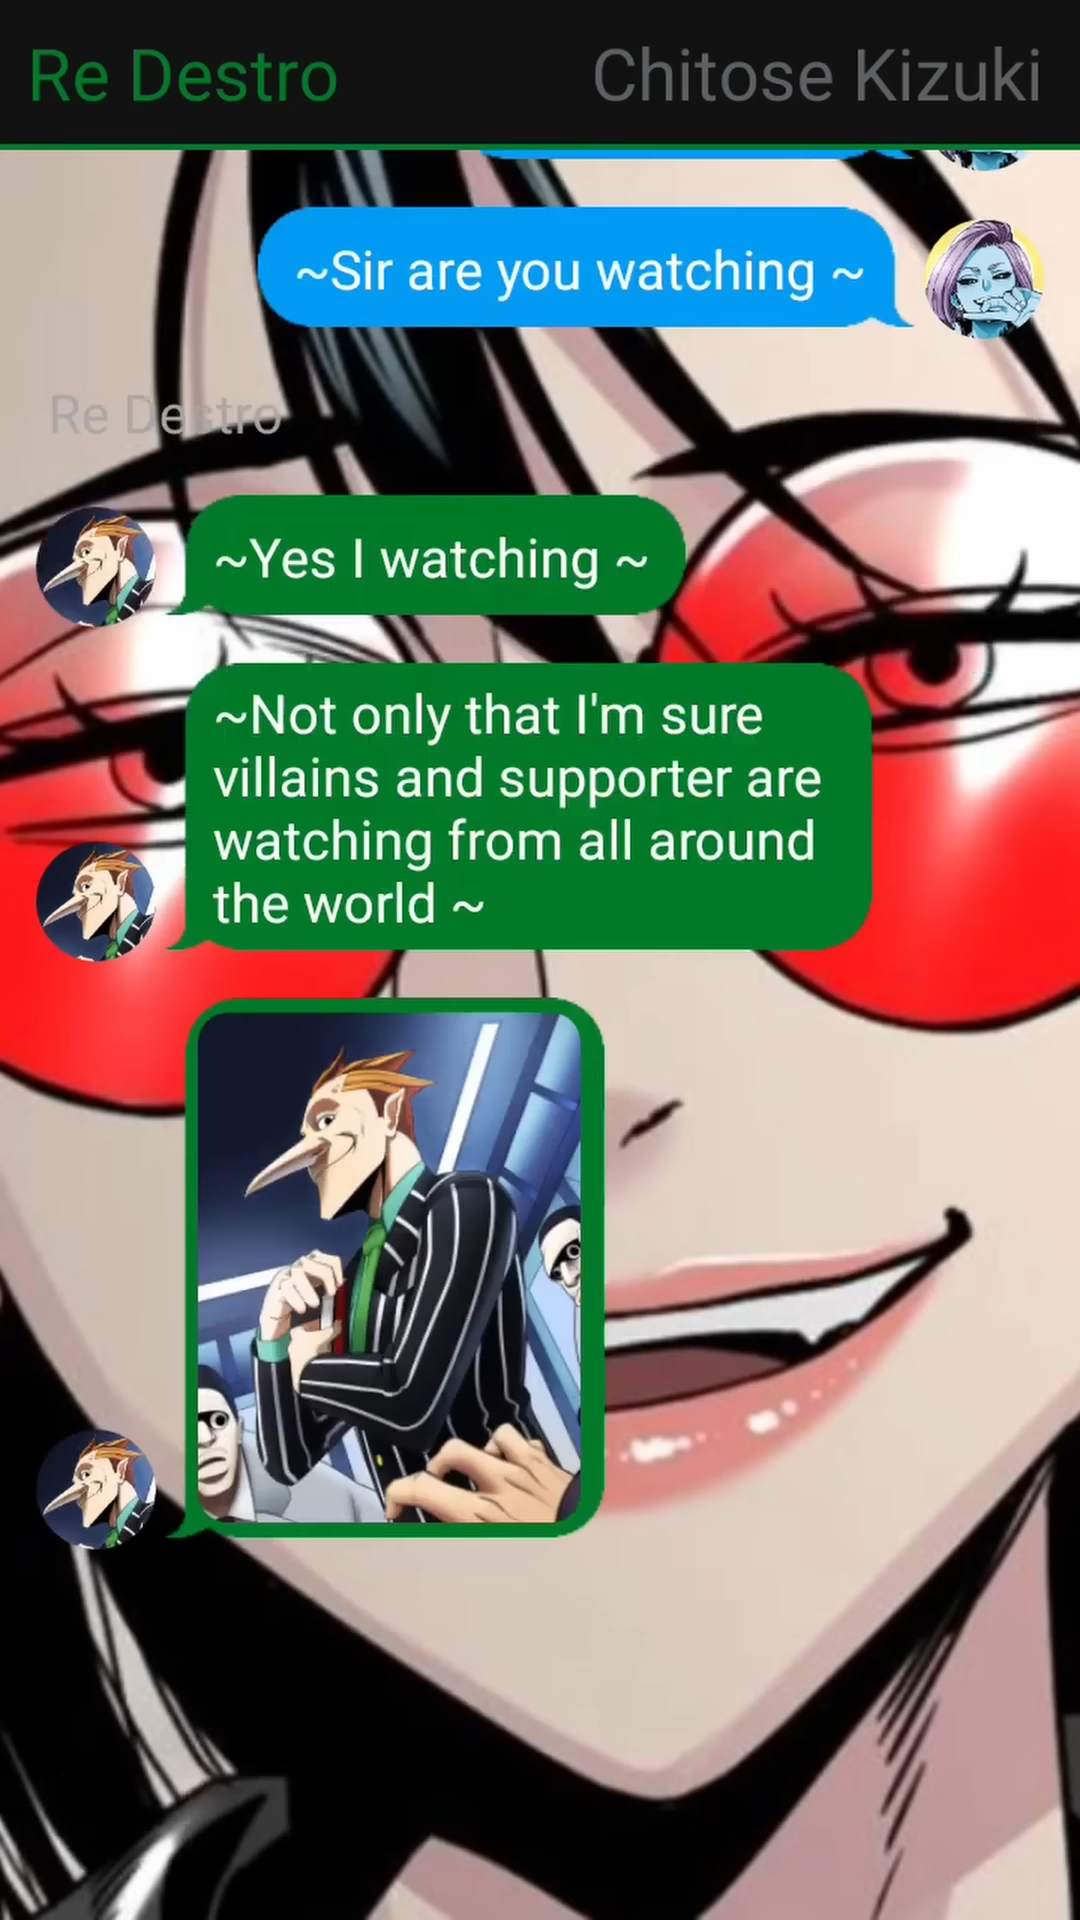 Re Destro
Chitose Kizuki
~Sir are you watching ~
Re Destro
~Yes I watching ~
~Not only that I'm sure
villains and supporter are
watching from all around
the world ~